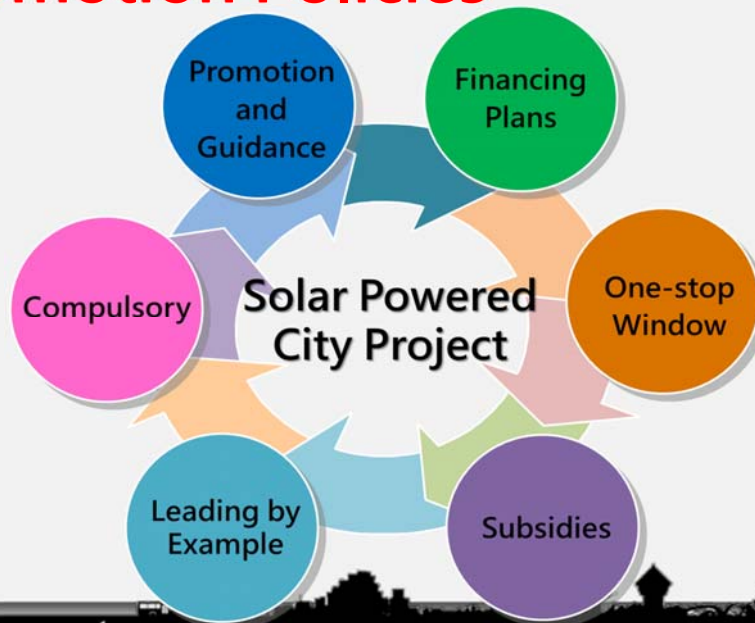 Promotion
and
Guidance
Financing
Plans
One-stop
Window
Subsidies
Leading by
Example
Compulsory
Solar Powered
City Project